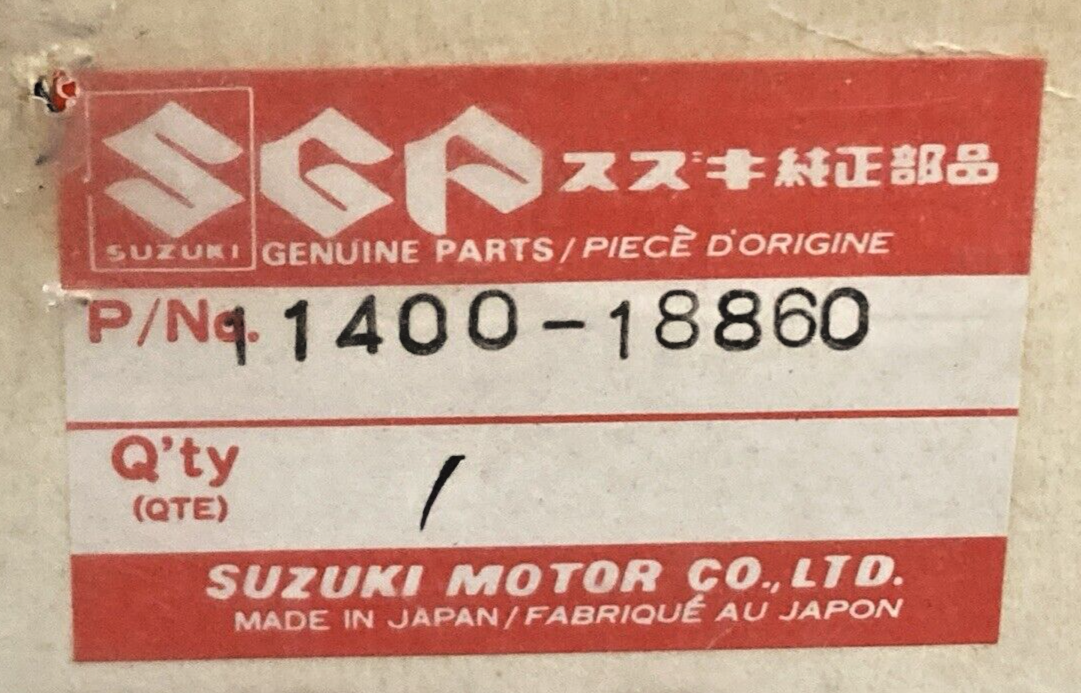 SGP スズキ純正部品
SUZUKI GENUINE PARTS / PIECE D'ORIGINE
P/No. 11400-18860
Q'ty 1
(QTE)
SUZUKI MOTOR CO., LTD.
MADE IN JAPAN / FABRIQUÉ AU JAPON